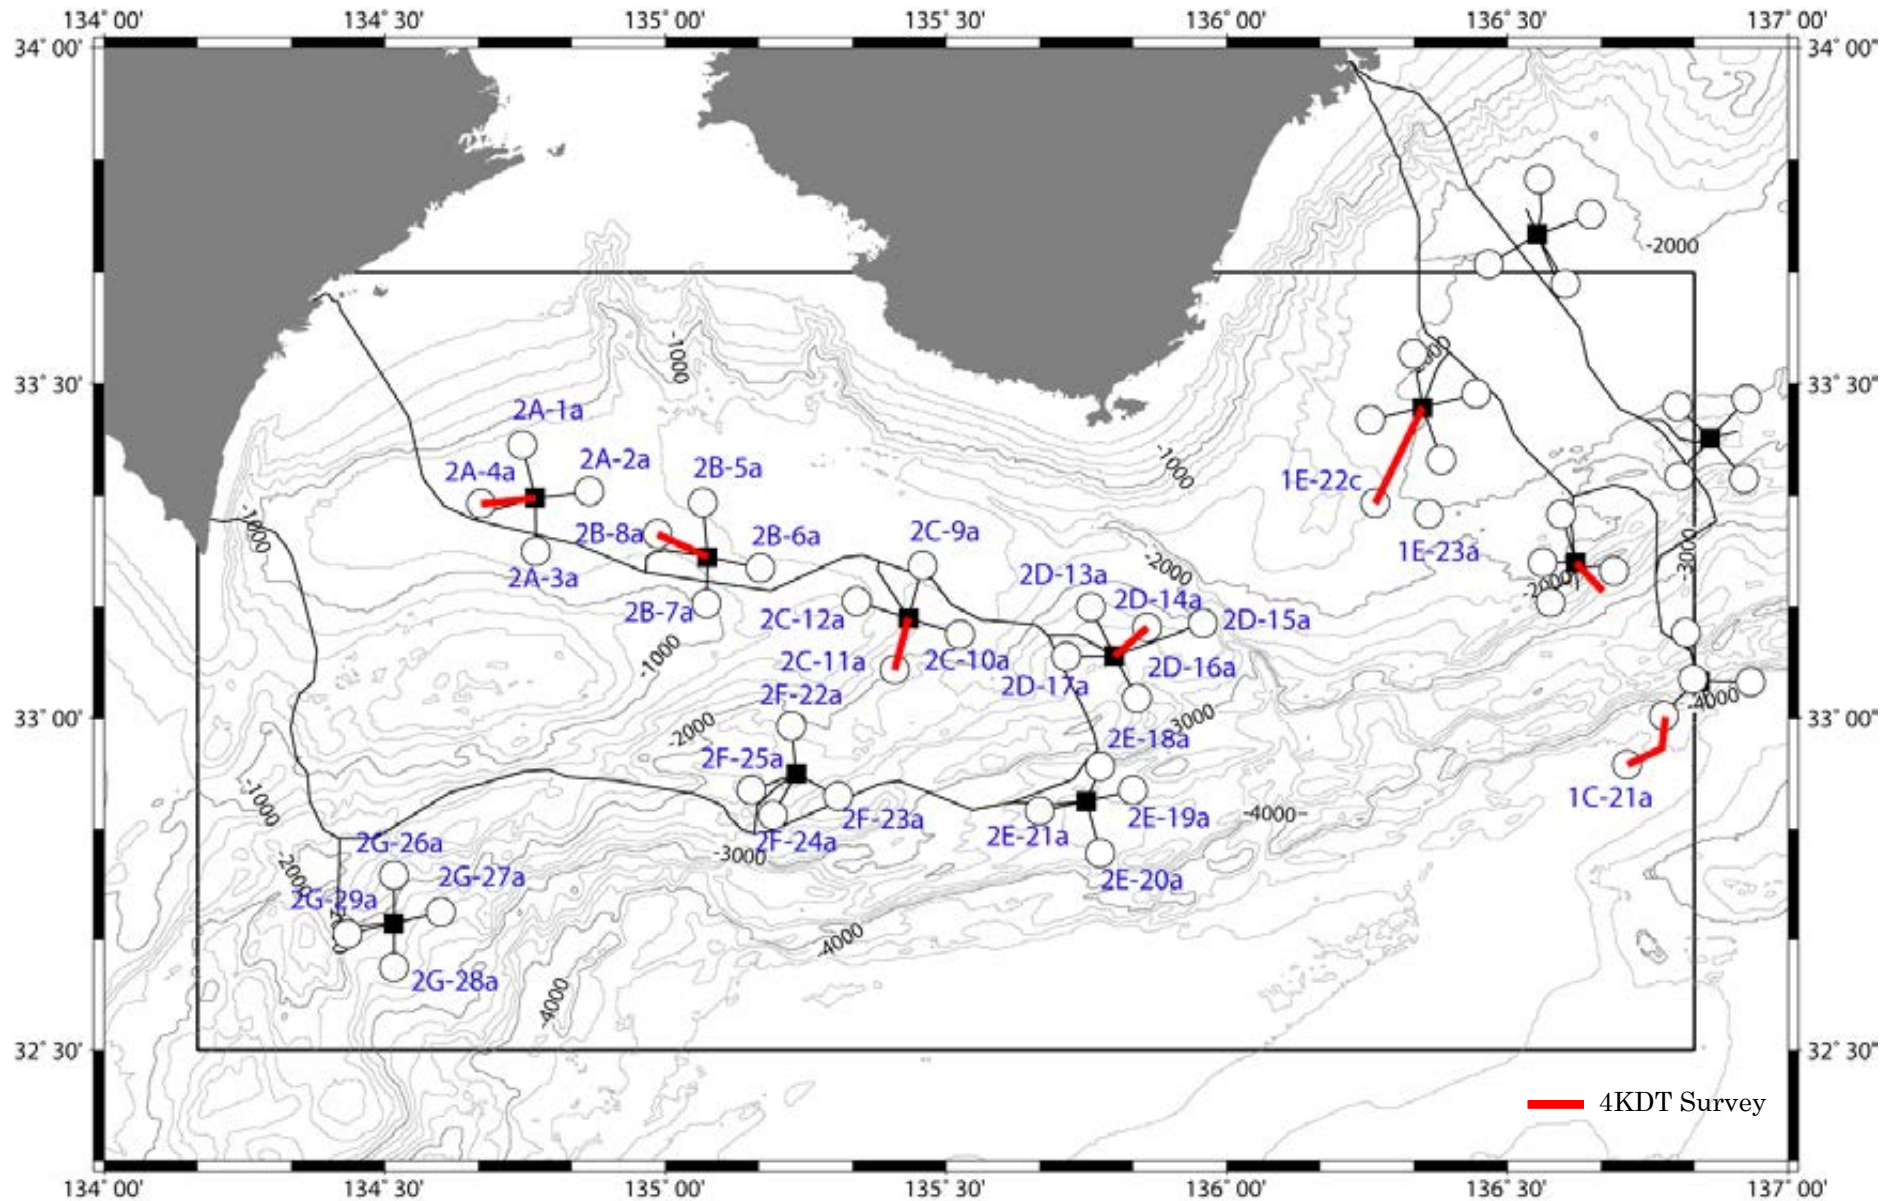 134° 00' 134° 30' 135° 00' 135° 30' 136° 00' 136° 30' 137° 00'
34° 00' 34° 00'
-2000
-1000
33° 30' 33° 30'
2A-1a
2A-4a 2A-2a 2B-5a
-1000
1E-22c
-1000
2B-8a 2B-6a 2C-9a
1E-23a
-3000
2A-3a
2D-13a
-2000
-2000
2B-7a 2C-12a 2D-14a 2D-15a
-1000
2C-11a 2C-10a 2D-16a
2F-22a 2D-17a
-4000
33° 00' 33° 00'
-2000
-3000
2E-18a
2F-25a
-1000
1C-21a
2F-23a 2E-21a 2E-19a
-4000
2G-26a 2F-24a
-3000
-2000
2G-27a 2E-20a
2G-29a
-4000
2G-28a
-4000
32° 30' 32° 30'
4KDT Survey
134° 00' 134° 30' 135° 00' 135° 30' 136° 00' 136° 30' 137° 00'